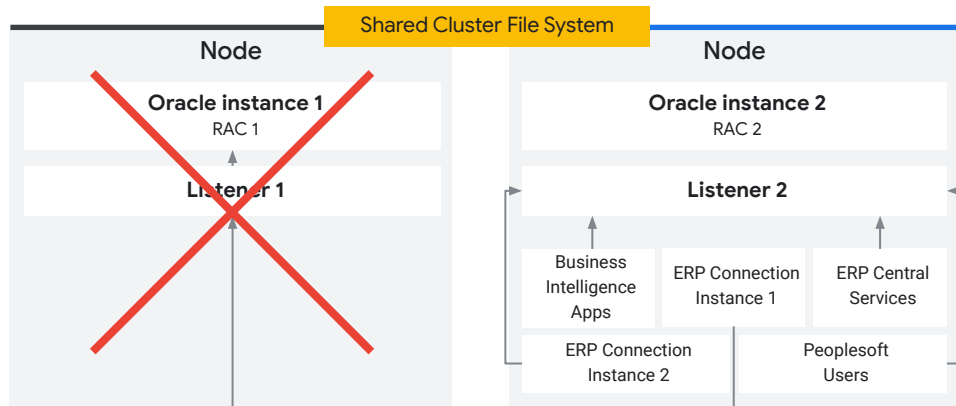 Shared Cluster File System
Node
Oracle instance 1
RAC 1
Listener 1
Node
Oracle instance 2
RAC 2
Listener 2
Business
Intelligence
Apps
ERP Connection
Instance 1
ERP Central
Services
ERP Connection
Instance 2
Peoplesoft
Users